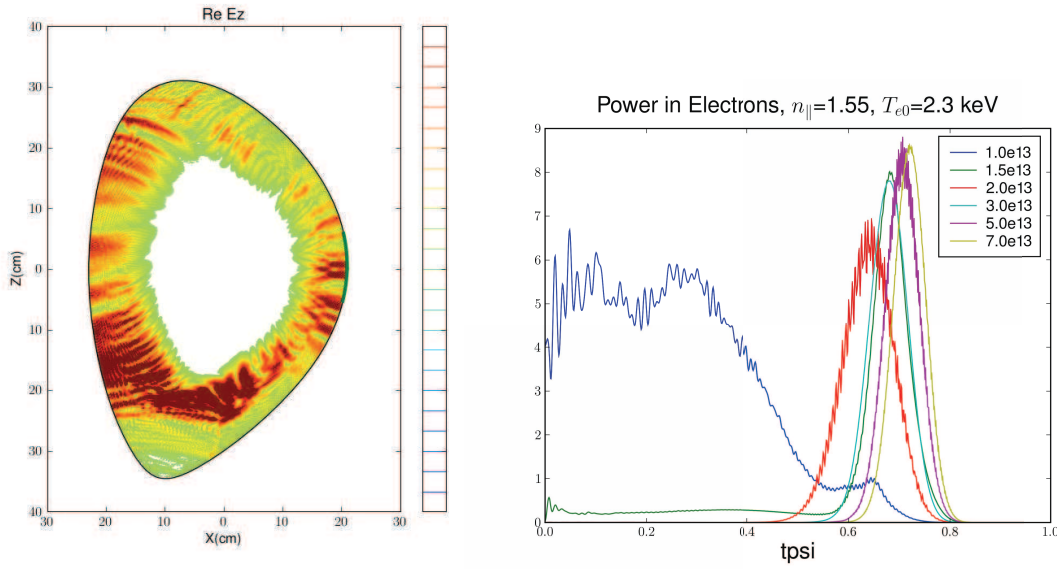 Re Ez
40
30
20
10
0
10
20
30
40
Z(cm)
30
20
10
0
10
20
30
X(cm)
Power in Electrons, n∥=1.55, Te0=2.3 keV
9
8
7
6
5
4
3
2
1
0
1.0e13
1.5e13
2.0e13
3.0e13
5.0e13
7.0e13
0.0
0.2
0.4
0.6
0.8
1.0
tpsi